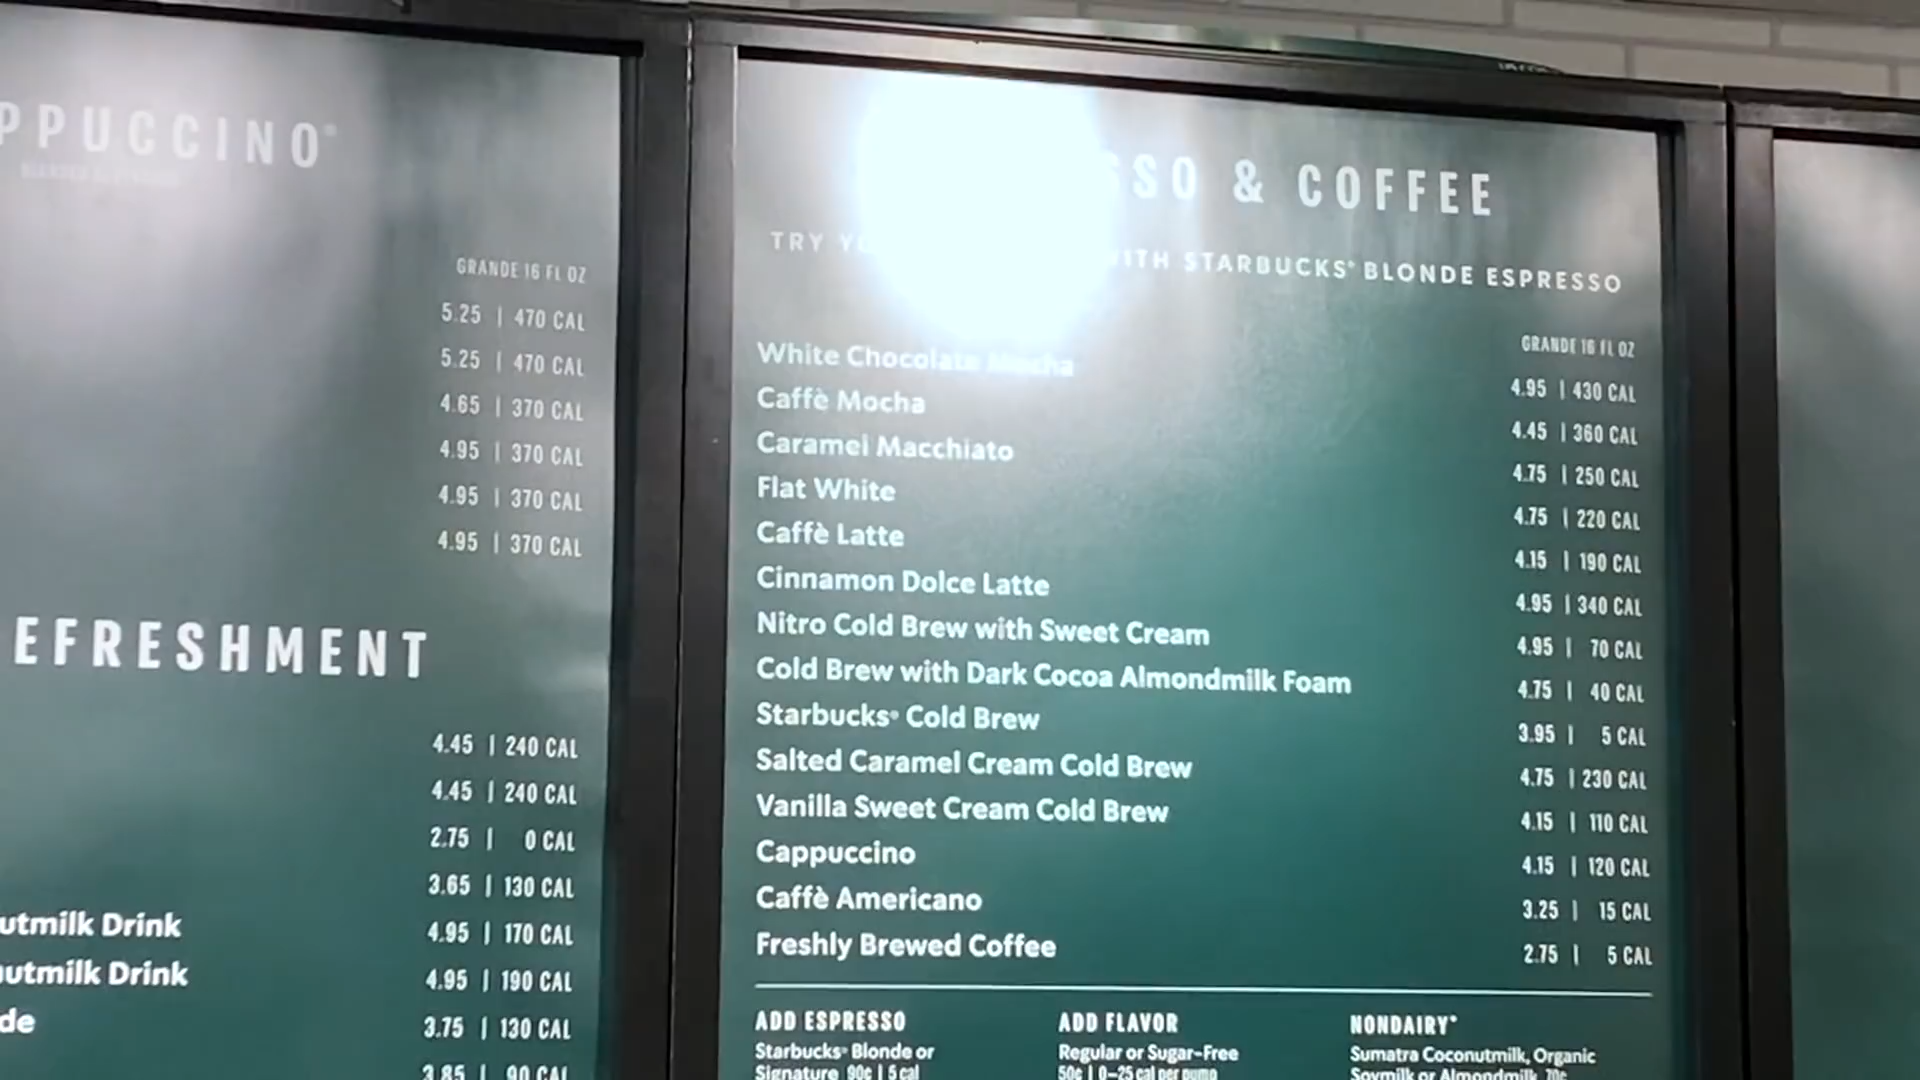 PPUCCINO®
GRANDE 16 FL OZ
5.25 | 470 CAL
5.25 | 470 CAL
4.65 | 370 CAL
4.95 | 370 CAL
4.95 | 370 CAL
4.95 | 370 CAL
EFRESHMENT
4.45 | 240 CAL
4.45 | 240 CAL
2.75 | 0 CAL
3.65 | 130 CAL
utmilk Drink 4.95 | 170 CAL
utmilk Drink 4.95 | 190 CAL
de 3.75 | 130 CAL
3.85 | 90 CAL
SSO & COFFEE
TRY WITH STARBUCKS® BLONDE ESPRESSO
GRANDE 16 FL OZ
White Chocolate Mocha 4.95 | 430 CAL
Caffè Mocha 4.45 | 360 CAL
Caramel Macchiato 4.75 | 250 CAL
Flat White 4.75 | 220 CAL
Caffè Latte 4.15 | 190 CAL
Cinnamon Dolce Latte 4.95 | 340 CAL
Nitro Cold Brew with Sweet Cream 4.95 | 70 CAL
Cold Brew with Dark Cocoa Almondmilk Foam 4.75 | 40 CAL
Starbucks® Cold Brew 3.95 | 5 CAL
Salted Caramel Cream Cold Brew 4.75 | 230 CAL
Vanilla Sweet Cream Cold Brew 4.15 | 110 CAL
Cappuccino 4.15 | 120 CAL
Caffè Americano 3.25 | 15 CAL
Freshly Brewed Coffee 2.75 | 5 CAL
ADD ESPRESSO
Starbucks® Blonde or
Signature 90¢ | 5 cal
ADD FLAVOR
Regular or Sugar-Free
50¢ | 0–25 cal per pump
NONDAIRY*
Sumatra Coconutmilk, Organic
Soymilk or Almondmilk 70¢